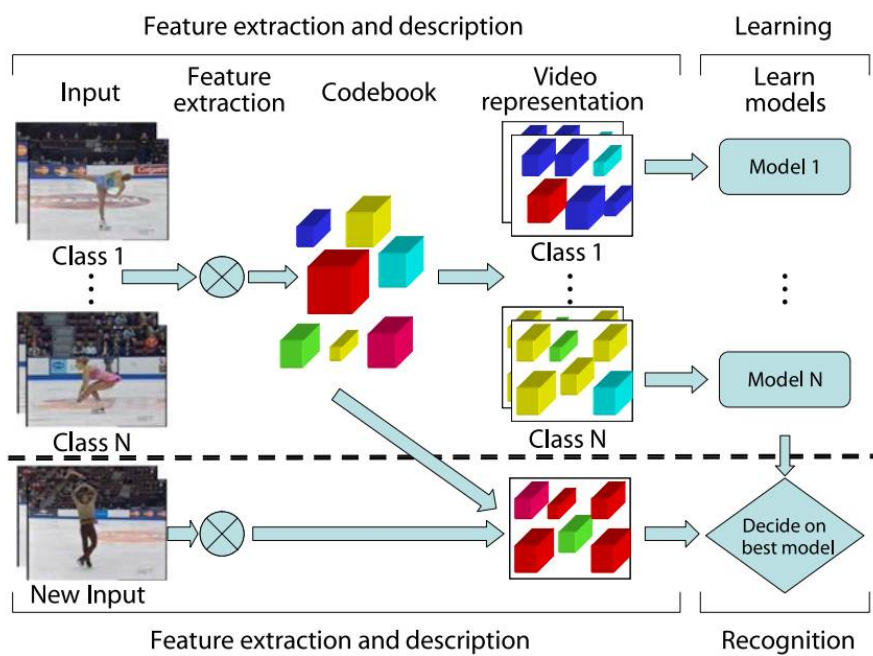 Feature extraction and description
Learning
Input
Feature
extraction
Codebook
Video
representation
Learn
models
Class 1
Class 1
Model 1
Class N
Class N
Model N
New Input
Decide on
best model
Feature extraction and description
Recognition